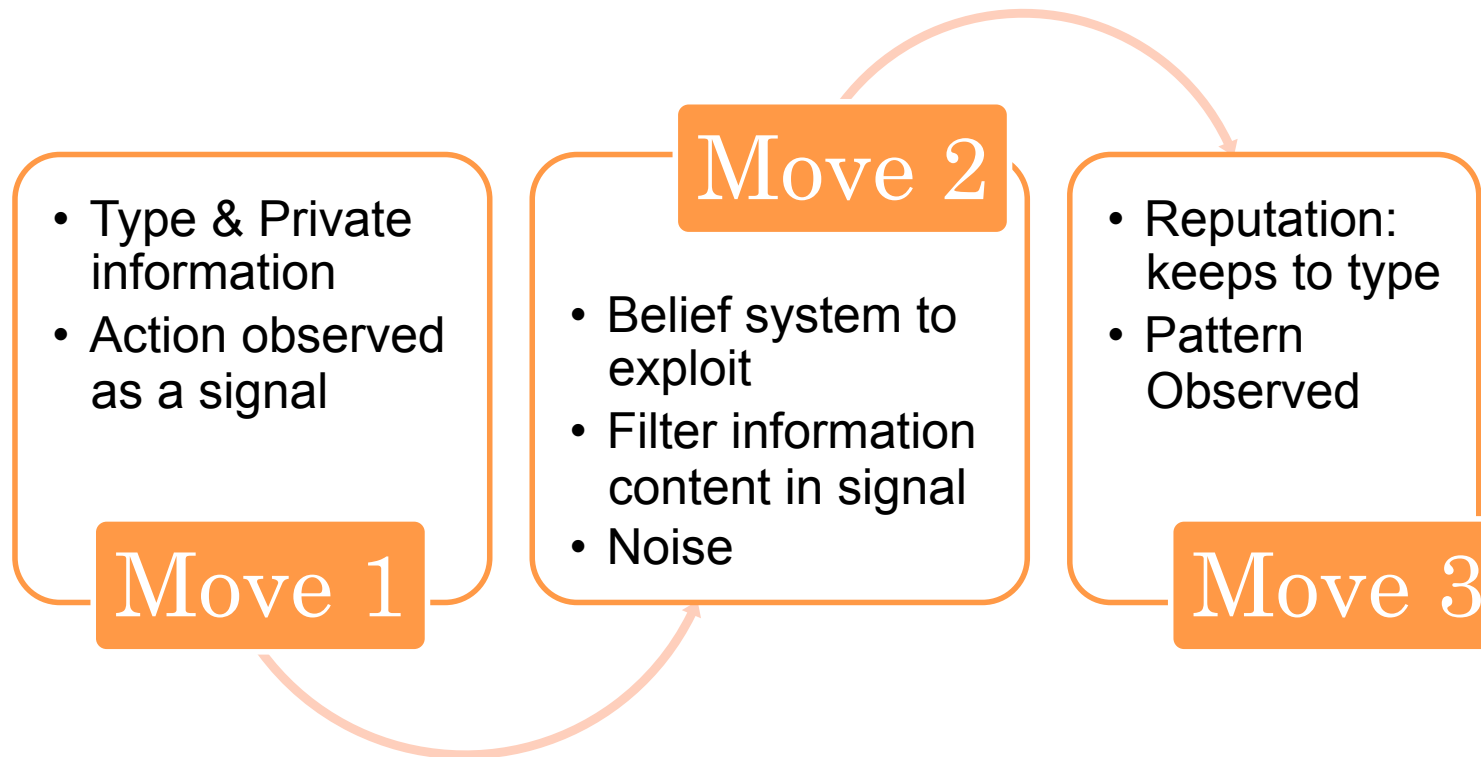 • Type & Private
information
• Action observed
as a signal
Move 1
Move 2
• Belief system to
exploit
• Filter information
content in signal
• Noise
• Reputation:
keeps to type
• Pattern
Observed
Move 3